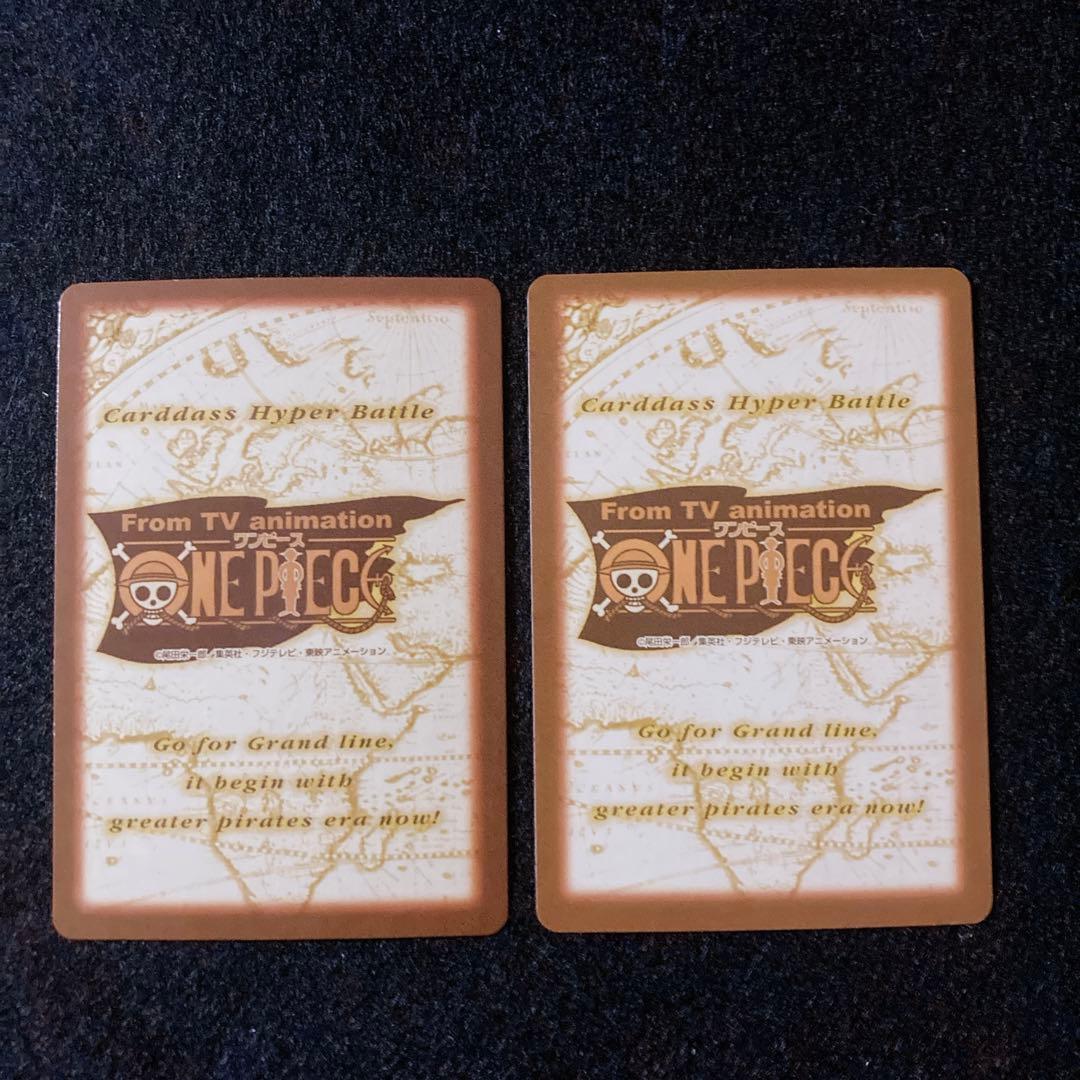 Septentrio
Carddass Hyper Battle
From TV animation
ワンピース
ONE PIECE
©尾田栄一郎/集英社・フジテレビ・東映アニメーション
Go for Grand line,
it begin with
greater pirates era now!
Septentrio
Carddass Hyper Battle
From TV animation
ワンピース
ONE PIECE
©尾田栄一郎/集英社・フジテレビ・東映アニメーション
Go for Grand line,
it begin with
greater pirates era now!